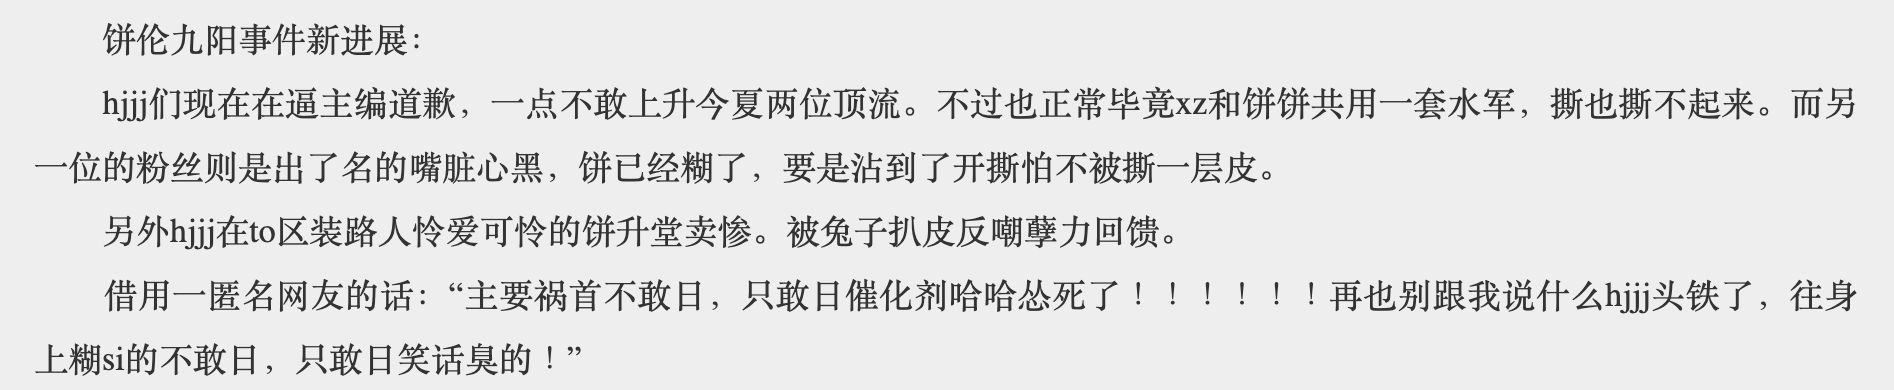 饼伦九阳事件新进展：
hjjj们现在在逼主编道歉，一点不敢上升今夏两位顶流。不过也正常毕竟xz和饼饼共用一套水军，撕也撕不起来。而另
一位的粉丝则是出了名的嘴脏心黑，饼已经糊了，要是沾到了开撕怕不被撕一层皮。
另外hjjj在to区装路人怜爱可怜的饼升堂卖惨。被兔子扒皮反嘲孽力回馈。
借用一匿名网友的话：“主要祸首不敢日，只敢日催化剂哈哈怂死了！！！！！！再也别跟我说什么hjjj头铁了，往身
上糊si的不敢日，只敢日笑话臭的！”